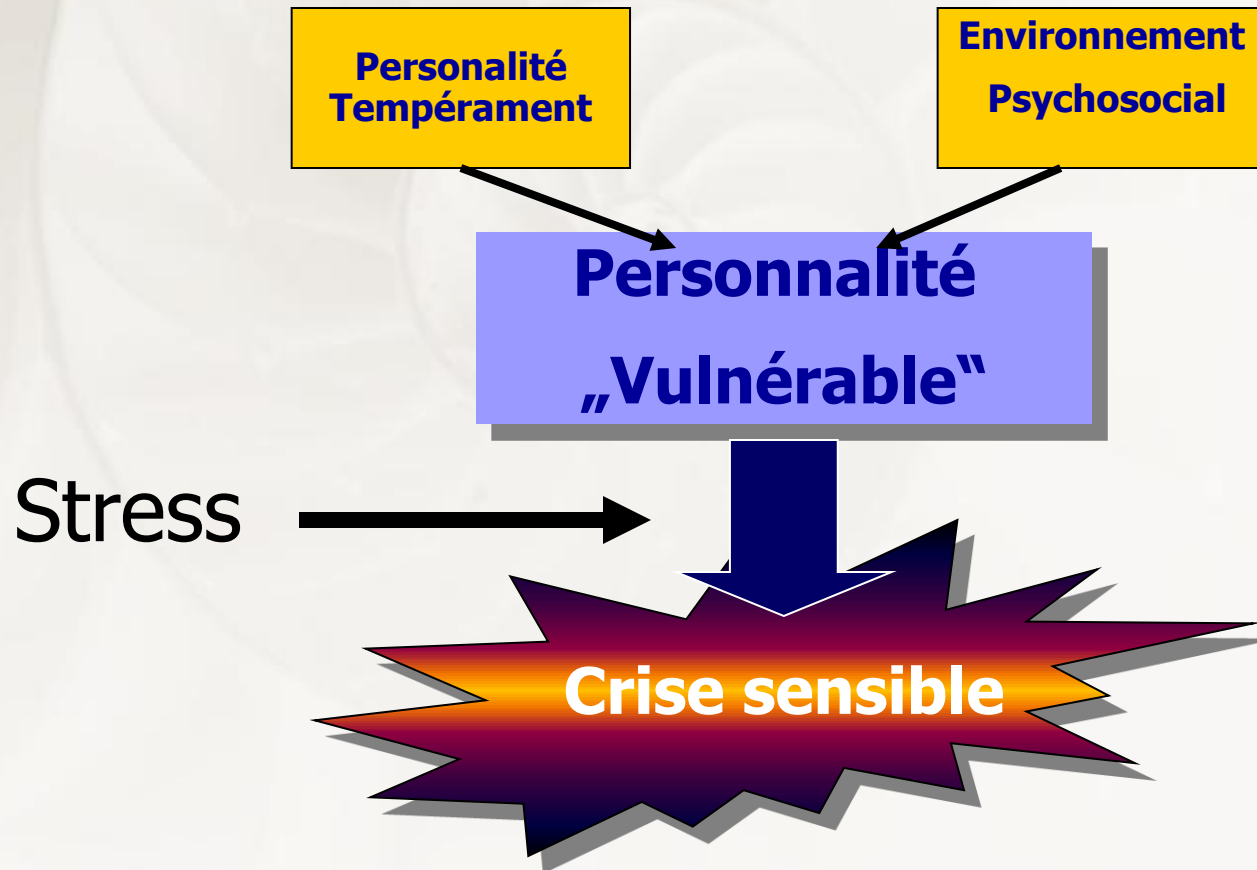 Personalité
Tempérament
Environnement
Psychosocial
Personnalité
„Vulnérable“
Stress
Crise sensible